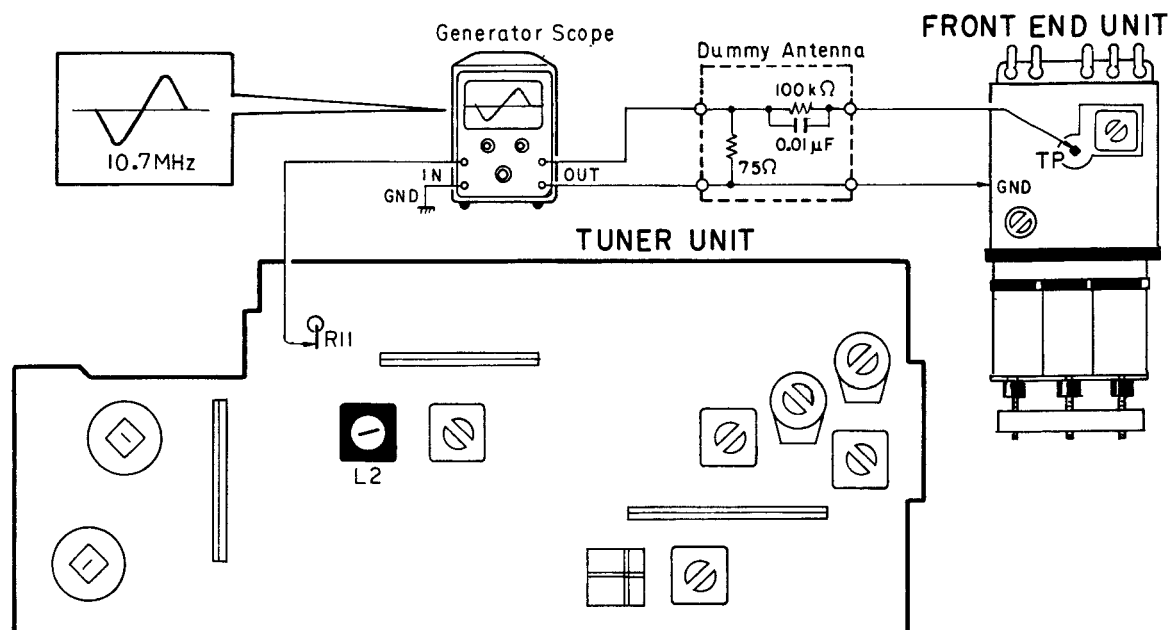 FRONT END UNIT
Generator Scope
Dummy Antenna
100kΩ
0.01μF
75Ω
10.7MHz
IN
OUT
GND
TP
GND
TUNER UNIT
R11
L2